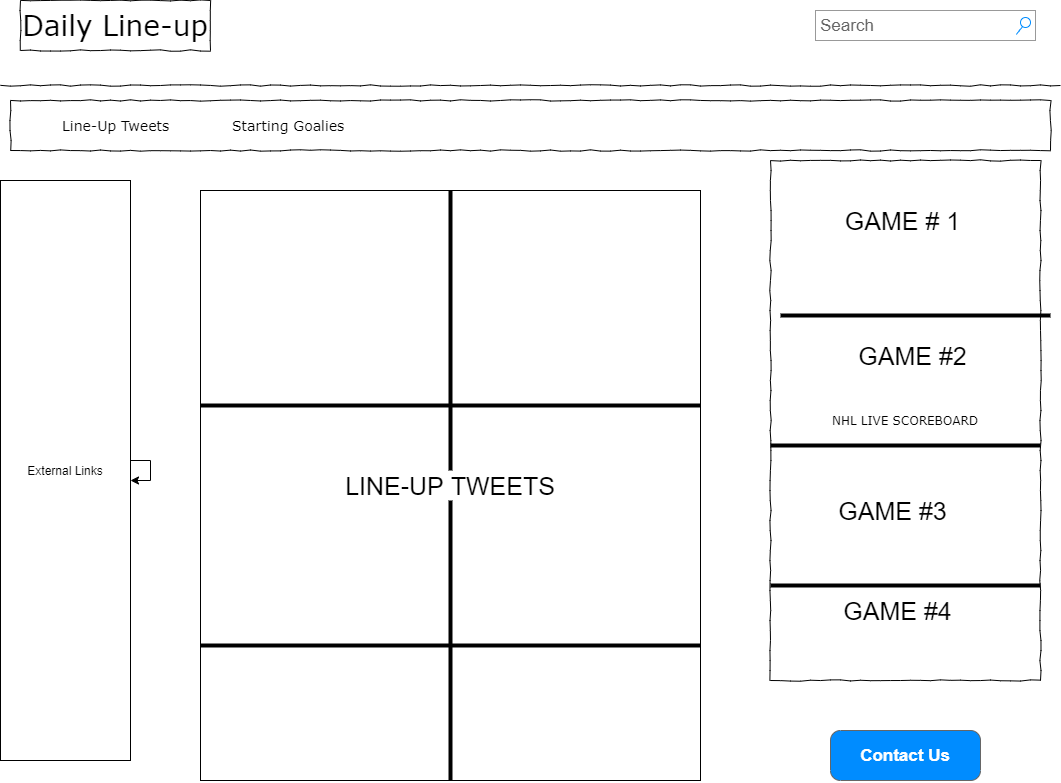 Daily Line-up
Search
Line-Up Tweets
Starting Goalies
External Links
LINE-UP TWEETS
GAME # 1
GAME #2
NHL LIVE SCOREBOARD
GAME #3
GAME #4
Contact Us